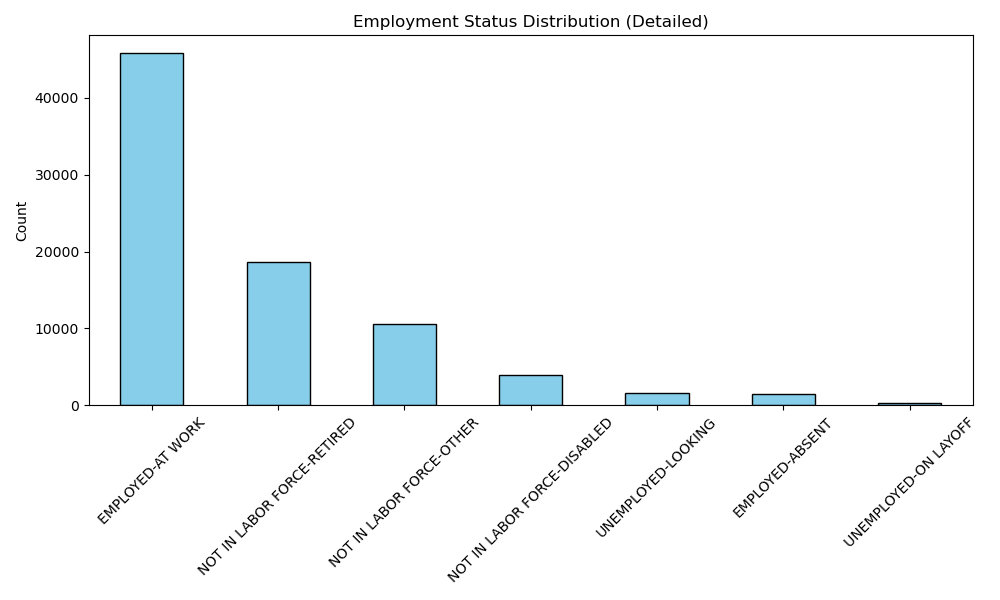 Employment Status Distribution (Detailed)
Count
40000
30000
20000
10000
0
EMPLOYED-AT WORK
NOT IN LABOR FORCE-RETIRED
NOT IN LABOR FORCE-OTHER
NOT IN LABOR FORCE-DISABLED
UNEMPLOYED-LOOKING
EMPLOYED-ABSENT
UNEMPLOYED-ON LAYOFF